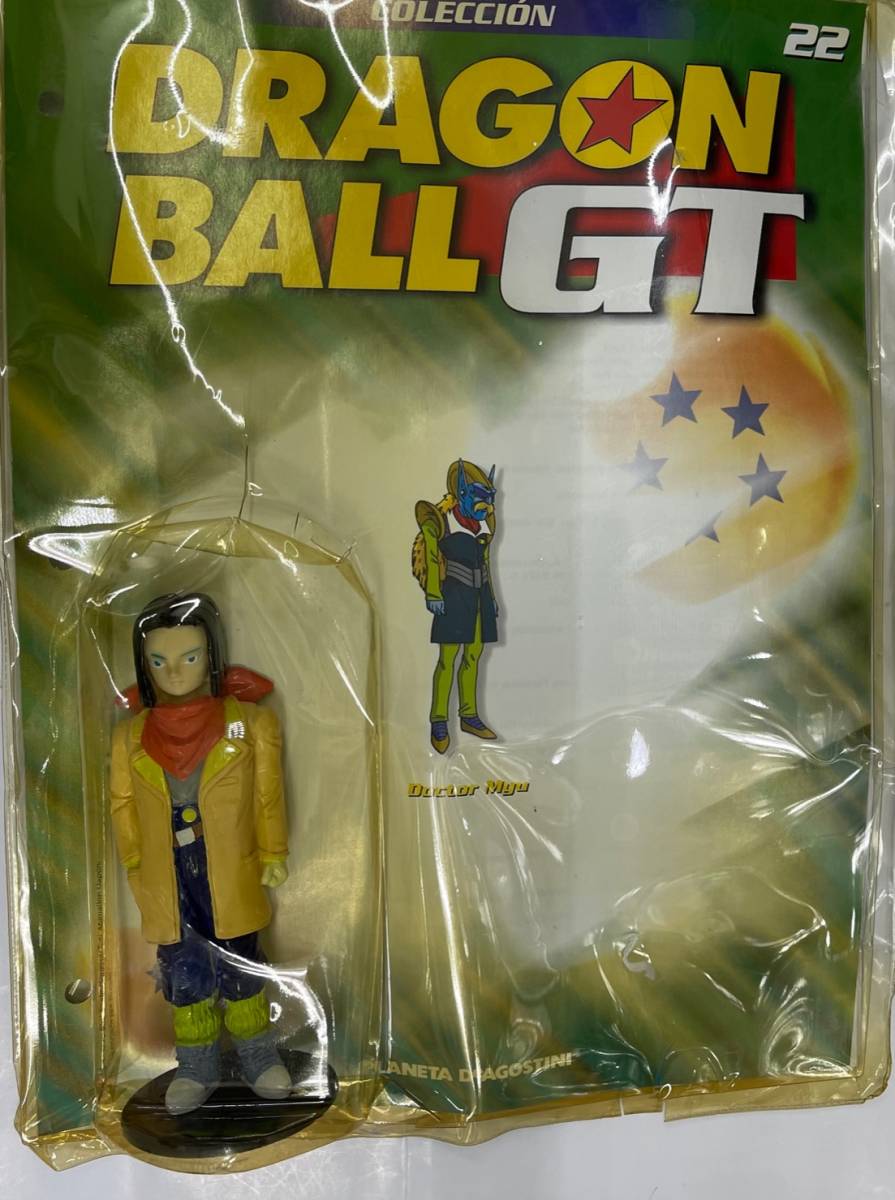 COLECCIÓN
22
DRAGON
BALL GT
Doctor Myu
PLANETA DEAGOSTINI